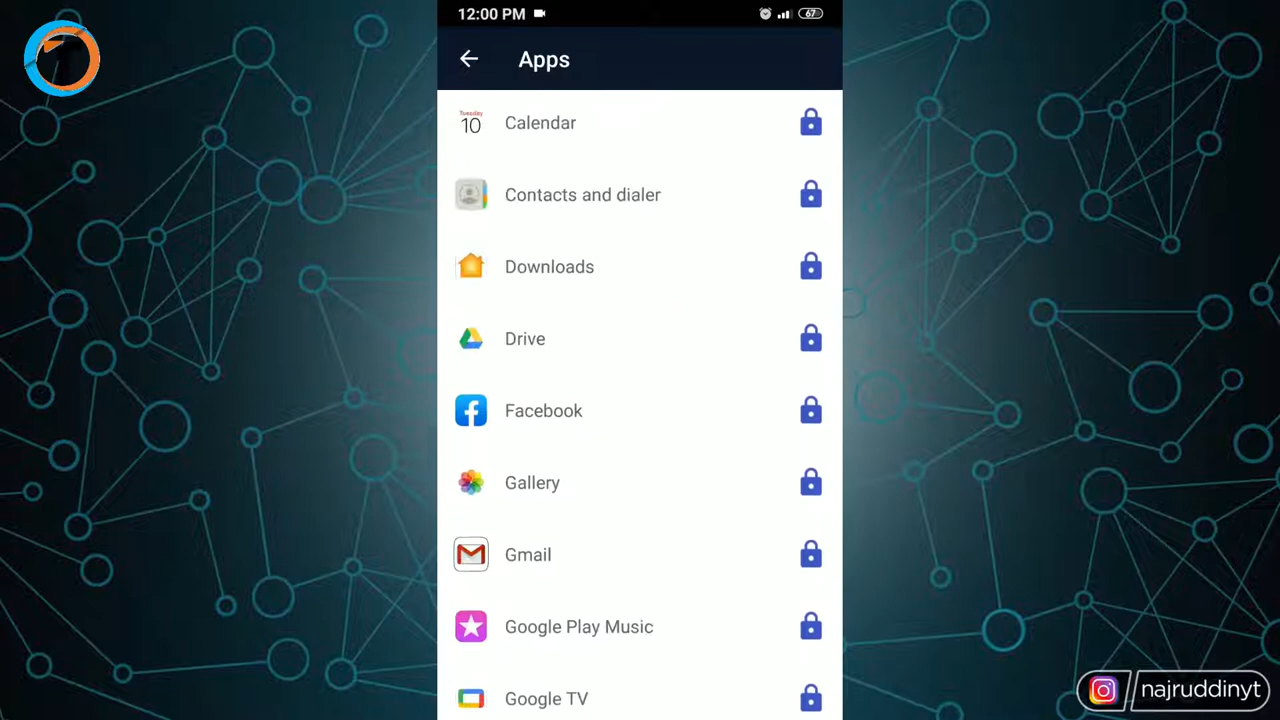 12:00 PM
67
Apps
Tuesday
10
Calendar
Contacts and dialer
Downloads
Drive
Facebook
Gallery
Gmail
Google Play Music
Google TV
najruddinyt